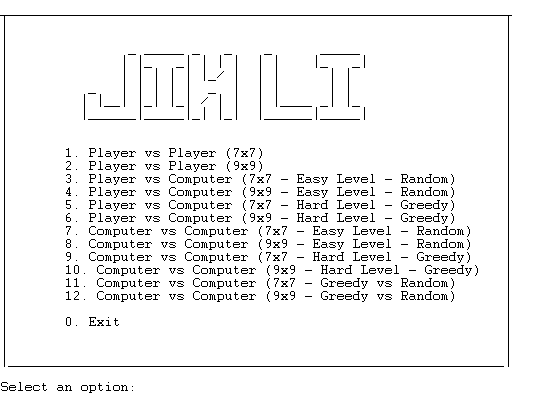 LI
1. Player vs Player (7x7)
2. Player vs Player (9x9)
3. Player vs Computer (7x7 - Easy Level - Random)
4. Player vs Computer (9x9 - Easy Level - Random)
5. Player vs Computer (7x7 - Hard Level - Greedy)
6. Player vs Computer (9x9 - Hard Level - Greedy)
7. Computer vs Computer (7x7 - Easy Level - Random)
8. Computer vs Computer (9x9 - Easy Level - Random)
9. Computer vs Computer (7x7 - Hard Level - Greedy)
10. Computer vs Computer (9x9 - Hard Level - Greedy)
11. Computer vs Computer (7x7 - Greedy vs Random)
12. Computer vs Computer (9x9 - Greedy vs Random)
0. Exit
Select an option: